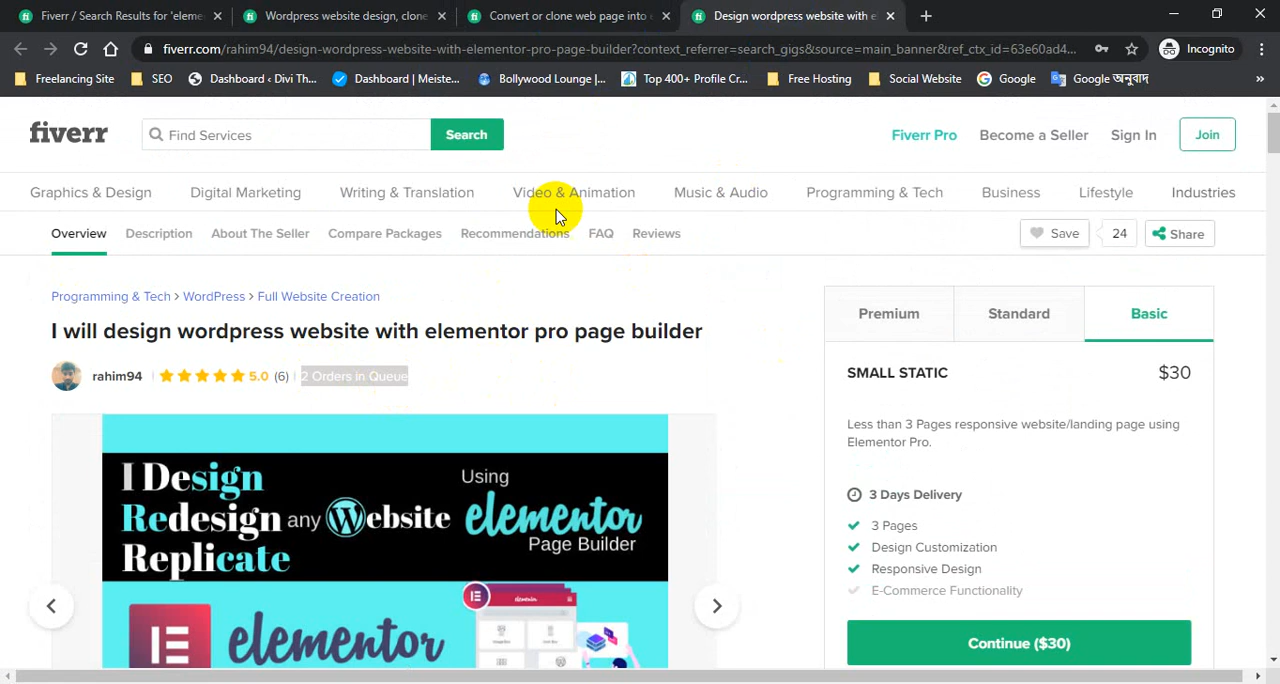 Fiverr / Search Results for 'eleme
Wordpress website design, clone
Convert or clone web page into e
Design wordpress website with el
fiverr.com/rahim94/design-wordpress-website-with-elementor-pro-page-builder?context_referrer=search_gigs&source=main_banner&ref_ctx_id=63e60ad4...
Incognito
Freelancing Site
SEO
Dashboard ‹ Divi Th...
Dashboard | Meiste...
Bollywood Lounge |...
Top 400+ Profile Cr...
Free Hosting
Social Website
Google
Google অনুবাদ
»
fiverr
Find Services
Search
Fiverr Pro
Become a Seller
Sign In
Join
Graphics & Design
Digital Marketing
Writing & Translation
Video & Animation
Music & Audio
Programming & Tech
Business
Lifestyle
Industries
Overview
Description
About The Seller
Compare Packages
Recommendations
FAQ
Reviews
Save
24
Share
Programming & Tech > WordPress > Full Website Creation
I will design wordpress website with elementor pro page builder
rahim94 | 5.0 (6) | 2 Orders in Queue
I Design
Redesign any Website
Replicate
Using
elementor
Page Builder
elementor
Premium
Standard
Basic
SMALL STATIC
$30
Less than 3 Pages responsive website/landing page using
Elementor Pro.
3 Days Delivery
3 Pages
Design Customization
Responsive Design
E-Commerce Functionality
Continue ($30)